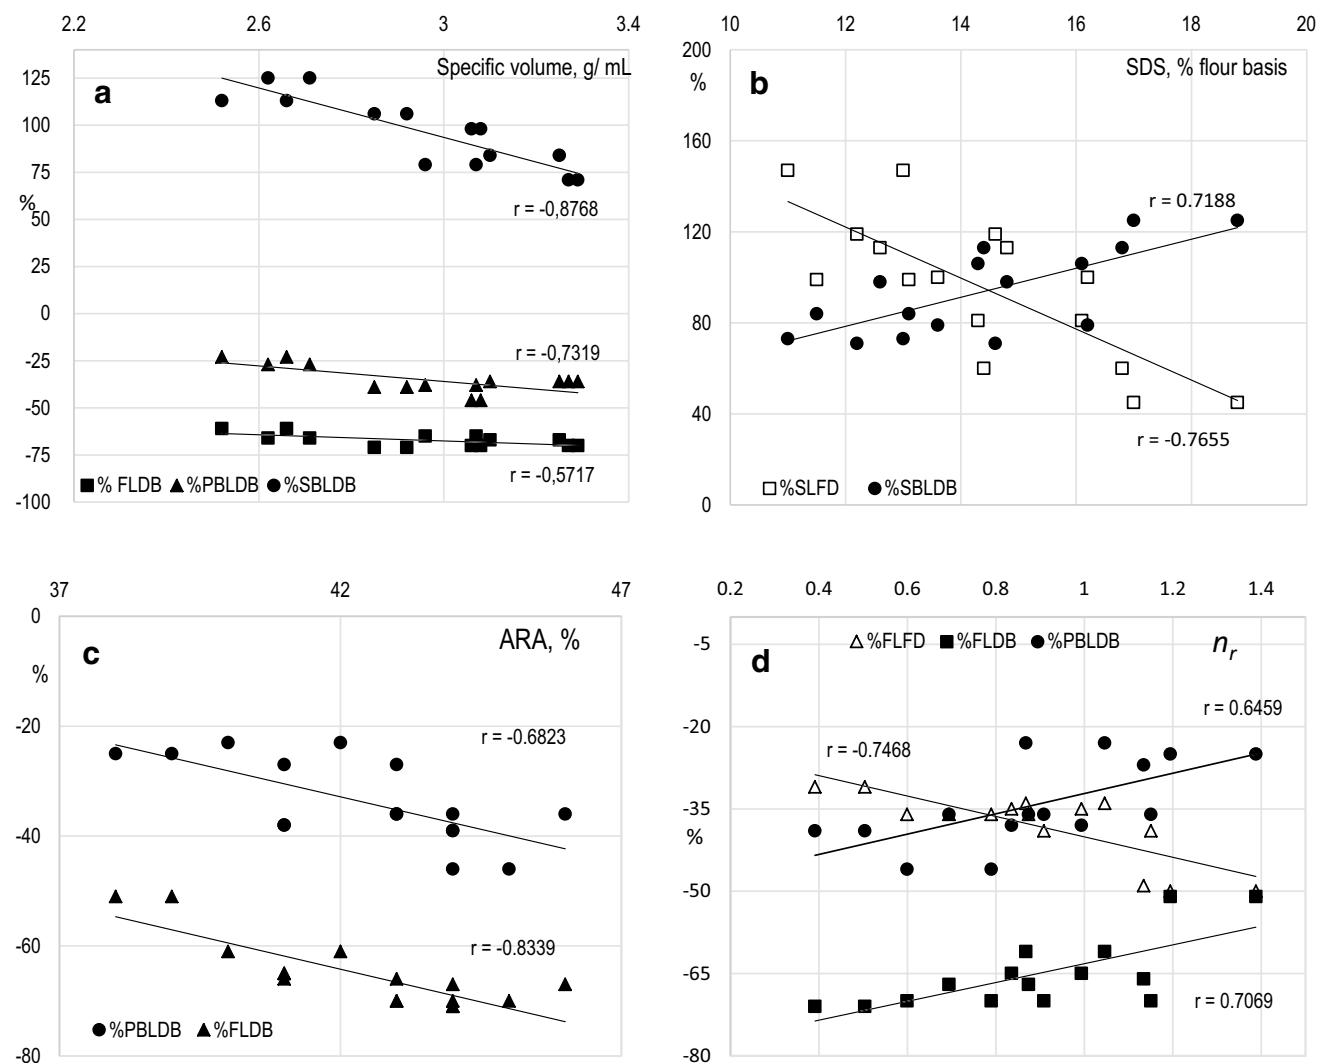 2.2 2.6 3 3.4
Specific volume, g/ mL
a
125
100
75
%
50
25
0
-25
-50
-75
-100
r = -0,8768
r = -0,7319
r = -0,5717
% FLDB %PBLDB %SBLDB
10 12 14 16 18 20
200
%
160
120
80
40
0
b
SDS, % flour basis
r = 0.7188
r = -0.7655
%SLFD %SBLDB
37 42 47
0
%
-20
-40
-60
-80
c
ARA, %
r = -0.6823
r = -0.8339
%PBLDB %FLDB
0.2 0.4 0.6 0.8 1 1.2 1.4
-5
-20
-35
%
-50
-65
-80
%FLFD %FLDB %PBLDB
d
nr
r = 0.6459
r = -0.7468
r = 0.7069